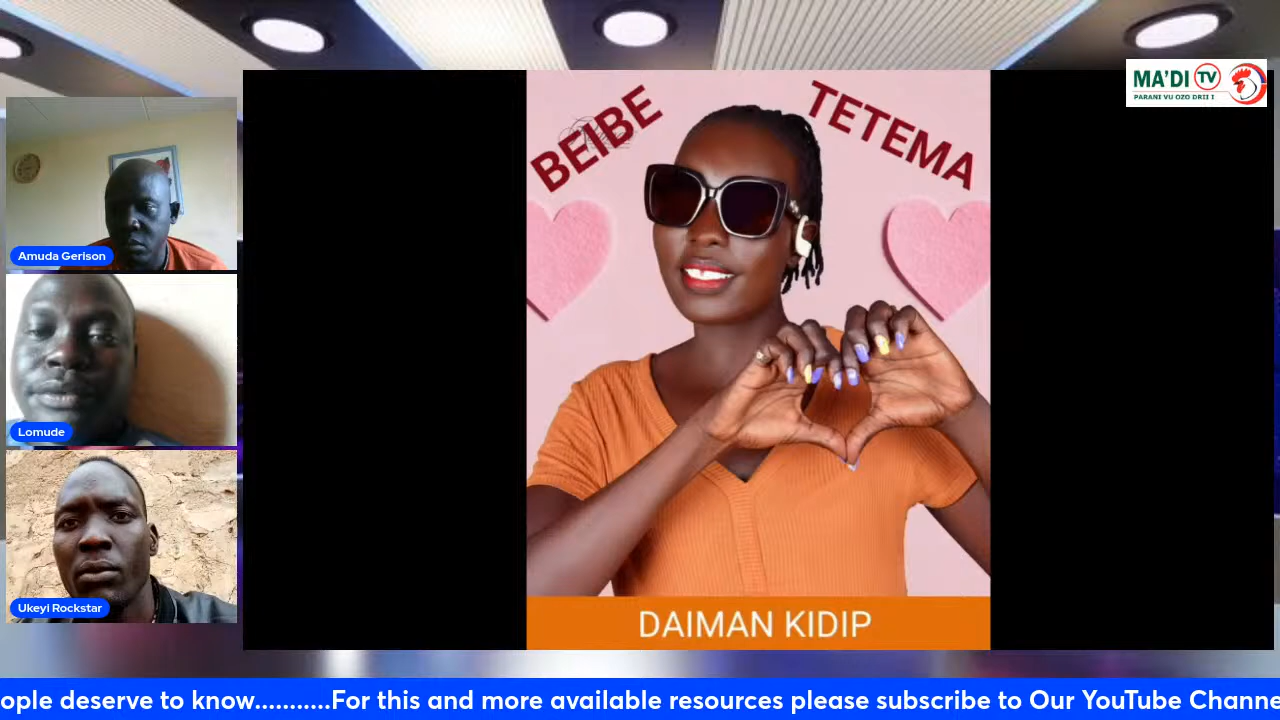 MA'DI TV
PARANI VU OZO DRII I
BEIBE
TETEMA
Amuda Gerison
Lomude
Ukeyi Rockstar
DAIMAN KIDIP
ople deserve to know...........For this and more available resources please subscribe to Our YouTube Channe